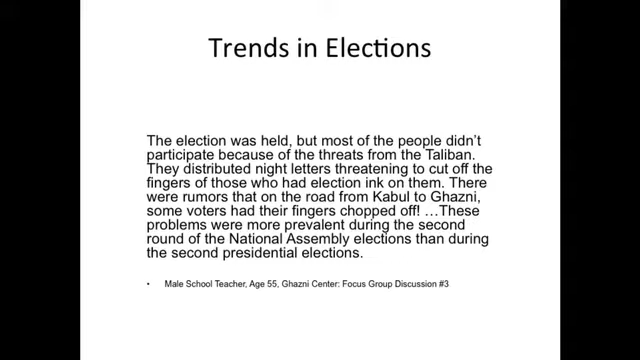 Trends in Elections
The election was held, but most of the people didn't
participate because of the threats from the Taliban.
They distributed night letters threatening to cut off the
fingers of those who had election ink on them. There
were rumors that on the road from Kabul to Ghazni,
some voters had their fingers chopped off! …These
problems were more prevalent during the second
round of the National Assembly elections than during
the second presidential elections.
• Male School Teacher, Age 55, Ghazni Center: Focus Group Discussion #3